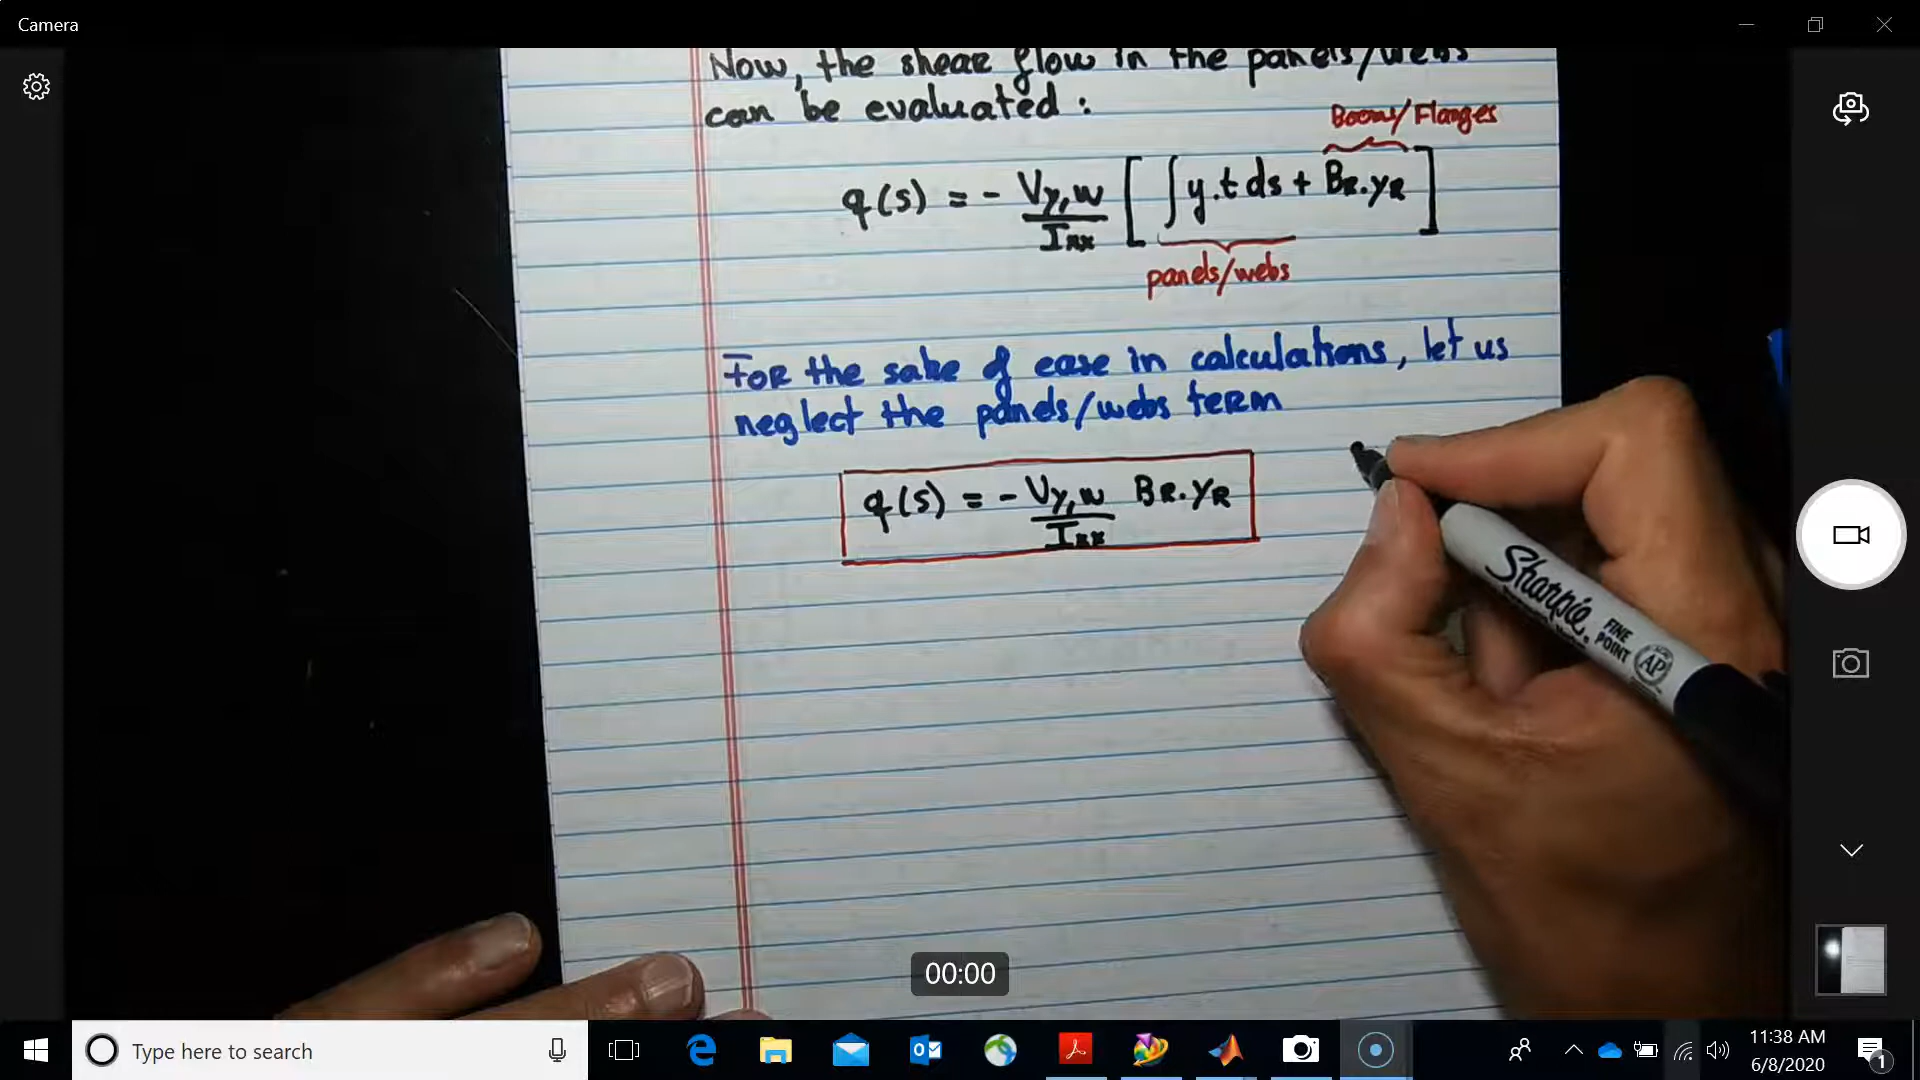 Camera
Now, the shear flow in the panels/webs
can be evaluated:
Booms/Flanges
q(s) = - Vy,w / Ixx [ ∫ y.t ds + BR.yR ]
panels/webs
For the sake of ease in calculations, let us
neglect the panels/webs term
q(s) = - Vy,w / Ixx BR.yR
Sharpie
FINE
POINT
AP
00:00
Type here to search
11:38 AM
6/8/2020
1